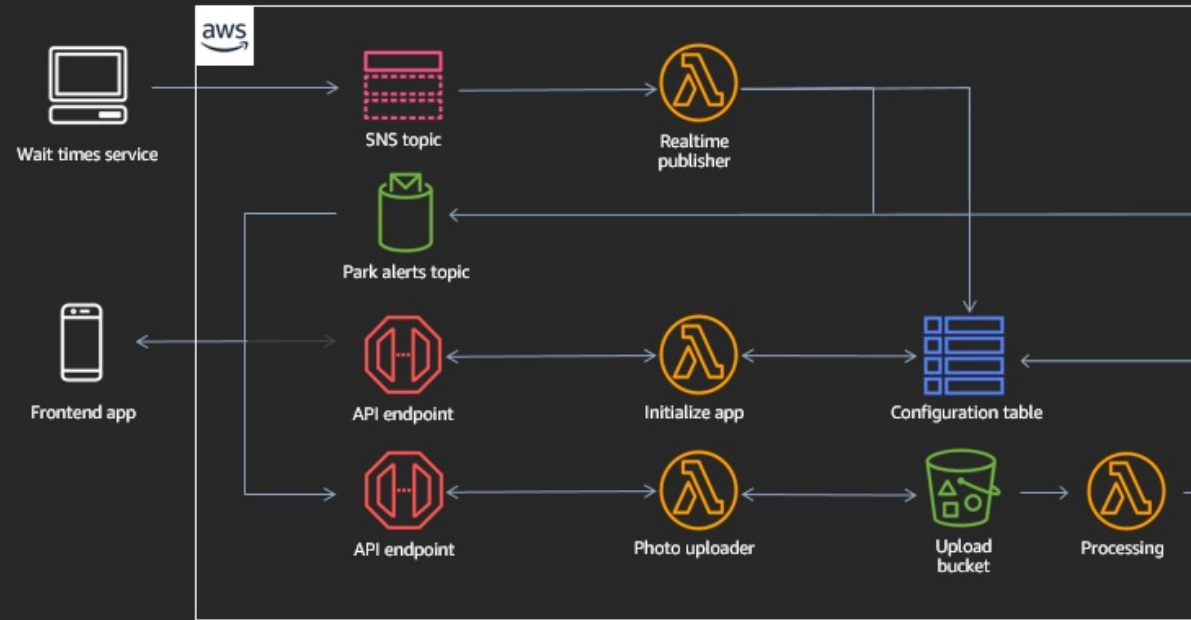 aws
Wait times service
SNS topic
Realtime
publisher
Park alerts topic
Frontend app
API endpoint
Initialize app
Configuration table
API endpoint
Photo uploader
Upload
bucket
Processing